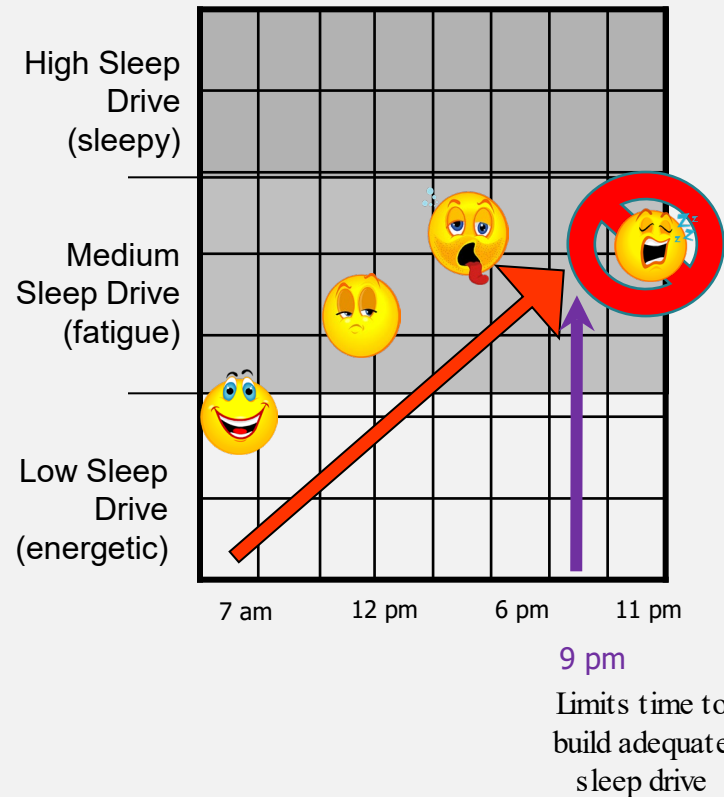 High Sleep
Drive
(sleepy)
Medium
Sleep Drive
(fatigue)
Low Sleep
Drive
(energetic)
7 am
12 pm
6 pm
11 pm
9 pm
Limits time to
build adequate
sleep drive